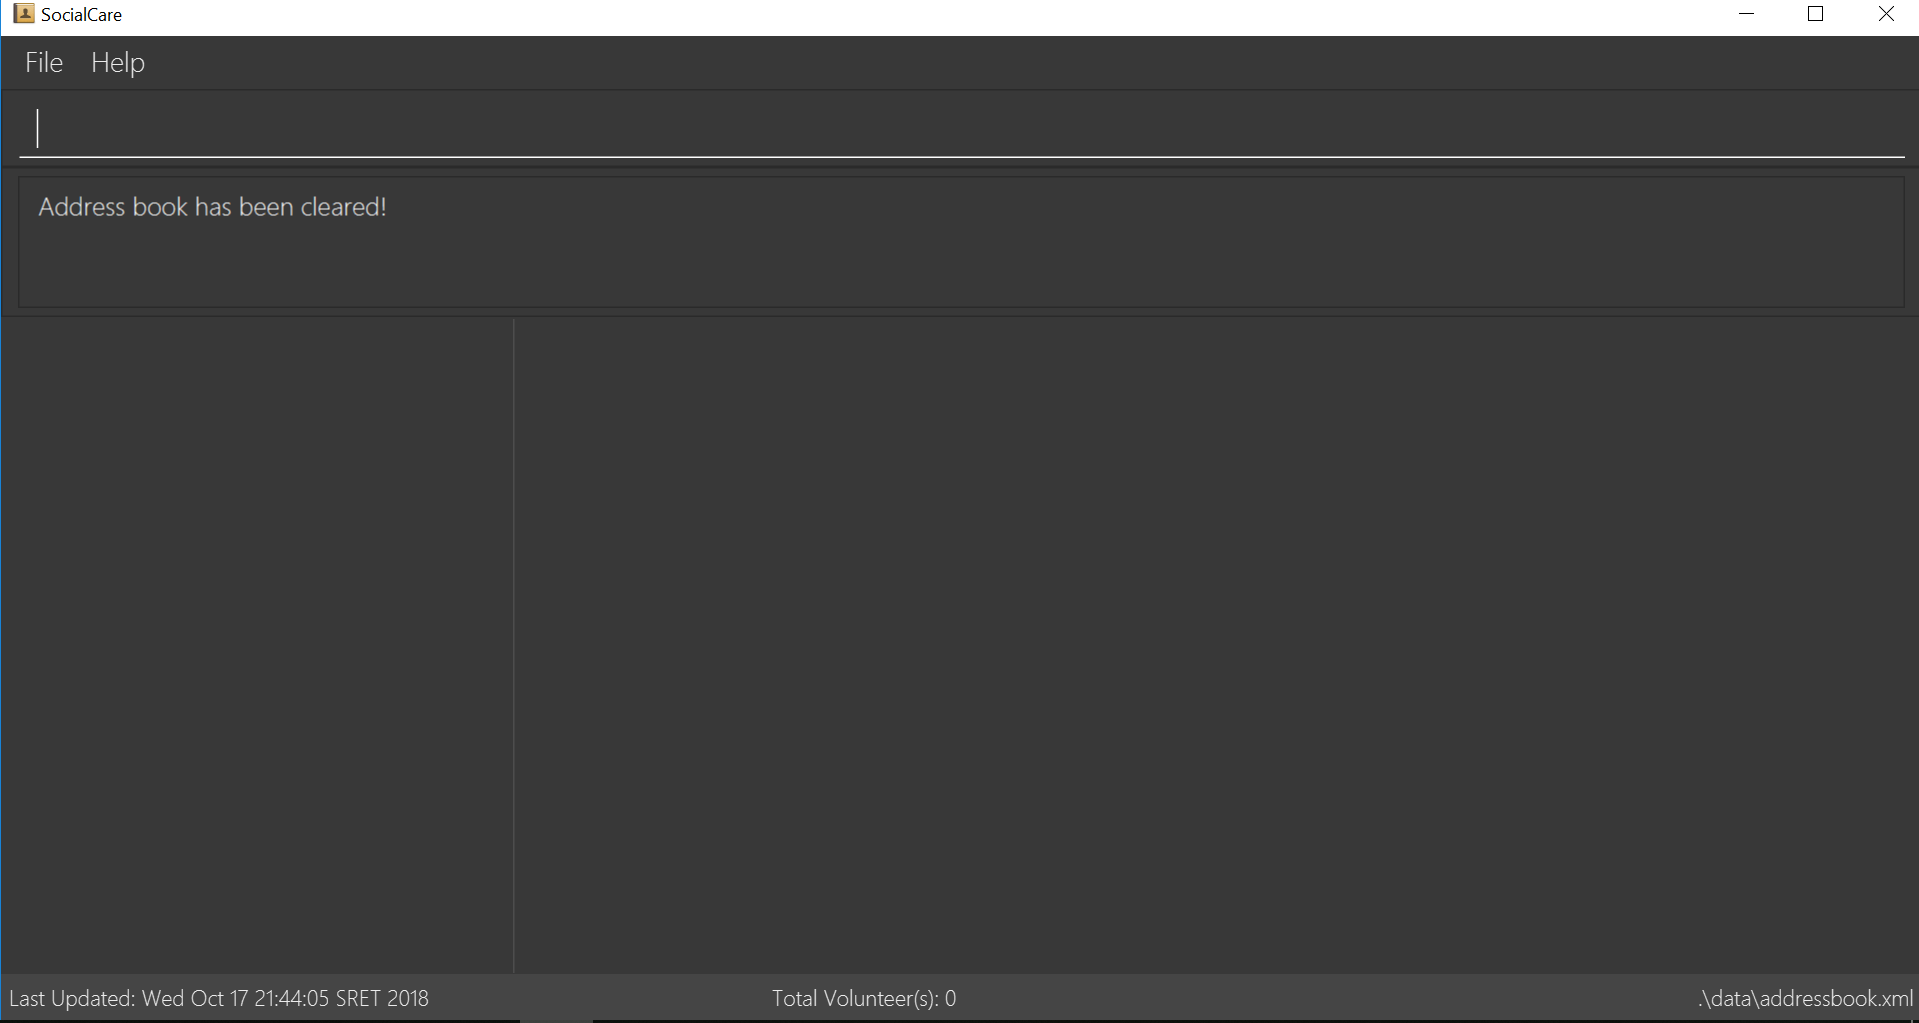 SocialCare
File Help
Address book has been cleared!
Last Updated: Wed Oct 17 21:44:05 SRET 2018 Total Volunteer(s): 0 .\data\addressbook.xml